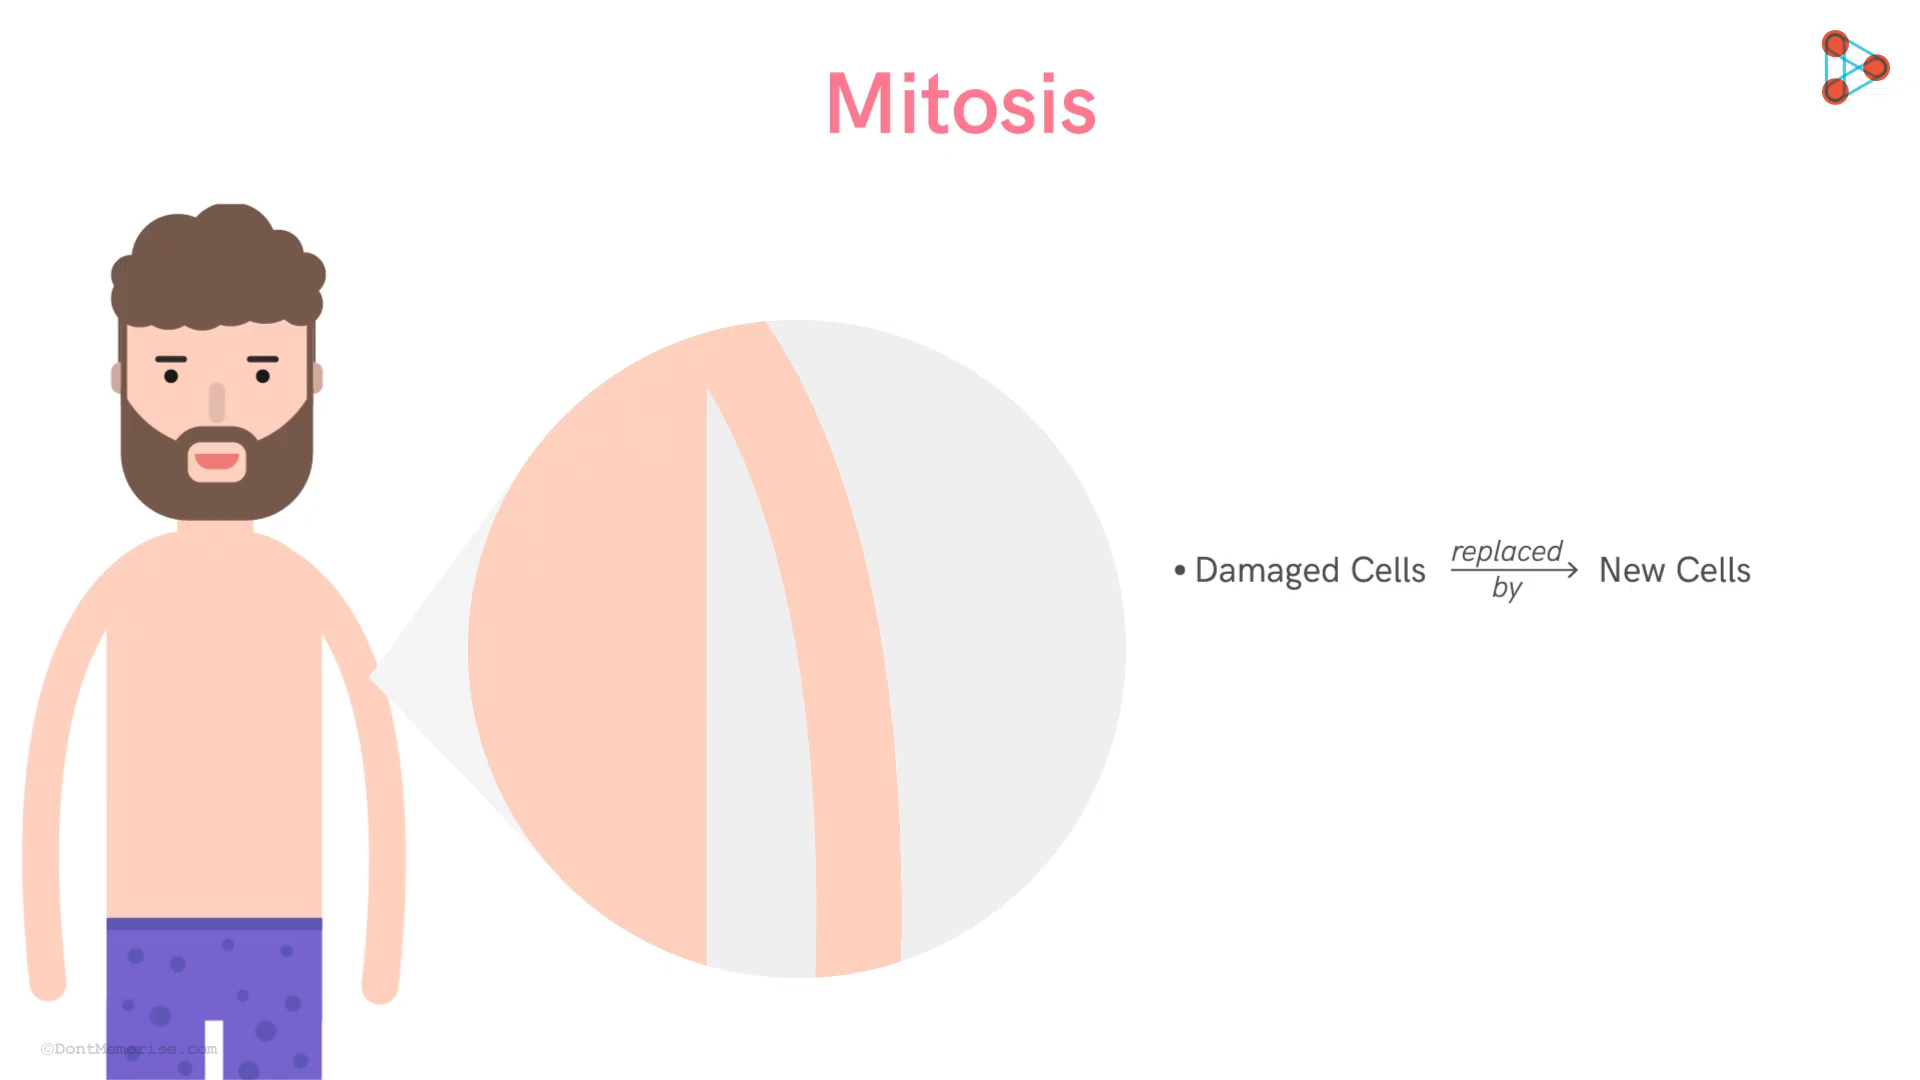 Mitosis
• Damaged Cells replaced by → New Cells
©DontMemorise.com